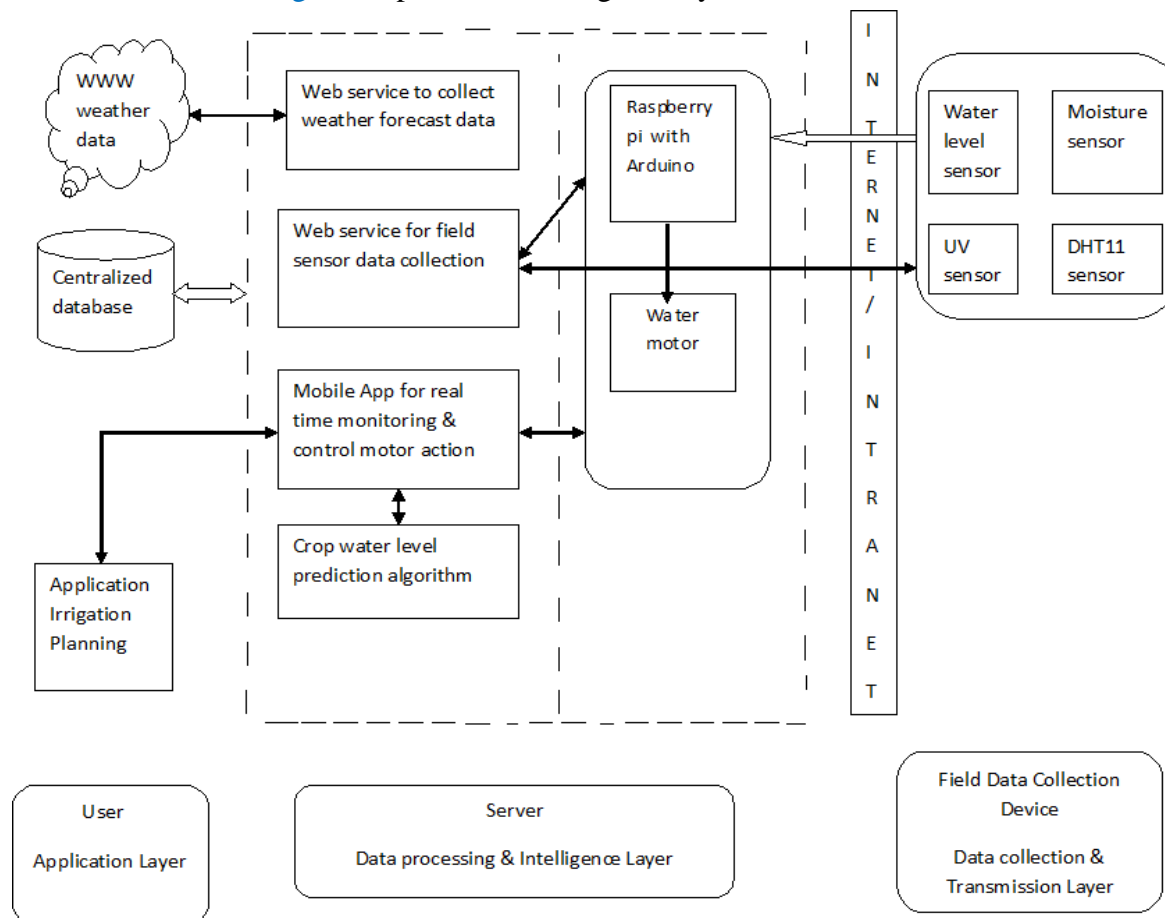 WWW
weather
data
Centralized
database
Application
Irrigation
Planning
Web service to collect
weather forecast data
Web service for field
sensor data collection
Mobile App for real
time monitoring &
control motor action
Crop water level
prediction algorithm
Raspberry
pi with
Arduino
Water
motor
I N T E R N E T / I N T R A N E T
Water
level
sensor
Moisture
sensor
UV
sensor
DHT11
sensor
User
Application Layer
Server
Data processing & Intelligence Layer
Field Data Collection
Device
Data collection &
Transmission Layer